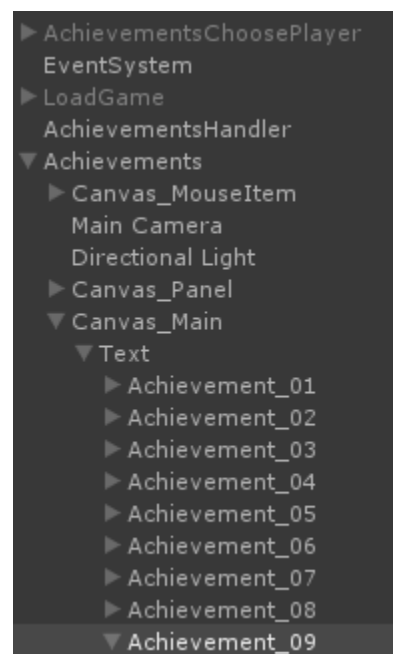 AchievementsChoosePlayer
EventSystem
LoadGame
AchievementsHandler
Achievements
Canvas_MouseItem
Main Camera
Directional Light
Canvas_Panel
Canvas_Main
Text
Achievement_01
Achievement_02
Achievement_03
Achievement_04
Achievement_05
Achievement_06
Achievement_07
Achievement_08
Achievement_09